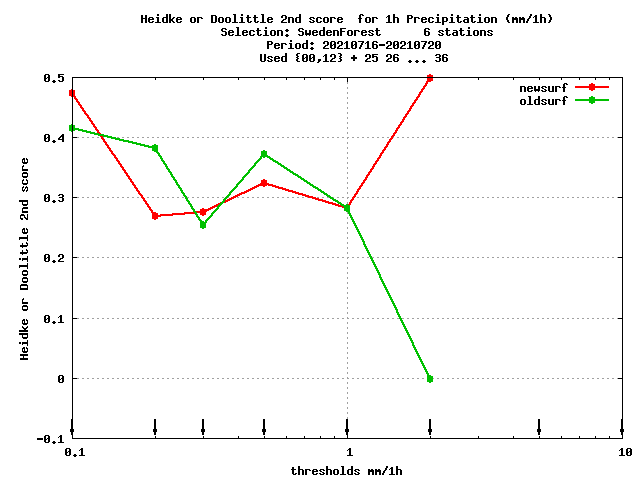 Heidke or Doolittle 2nd score  for 1h Precipitation (mm/1h)
Selection: SwedenForest      6 stations
Period: 20210716-20210720
Used {00,12} + 25 26 ... 36
newsurf
oldsurf
Heidke or Doolittle 2nd score
0.5
0.4
0.3
0.2
0.1
0
-0.1
0.1
1
10
thresholds mm/1h